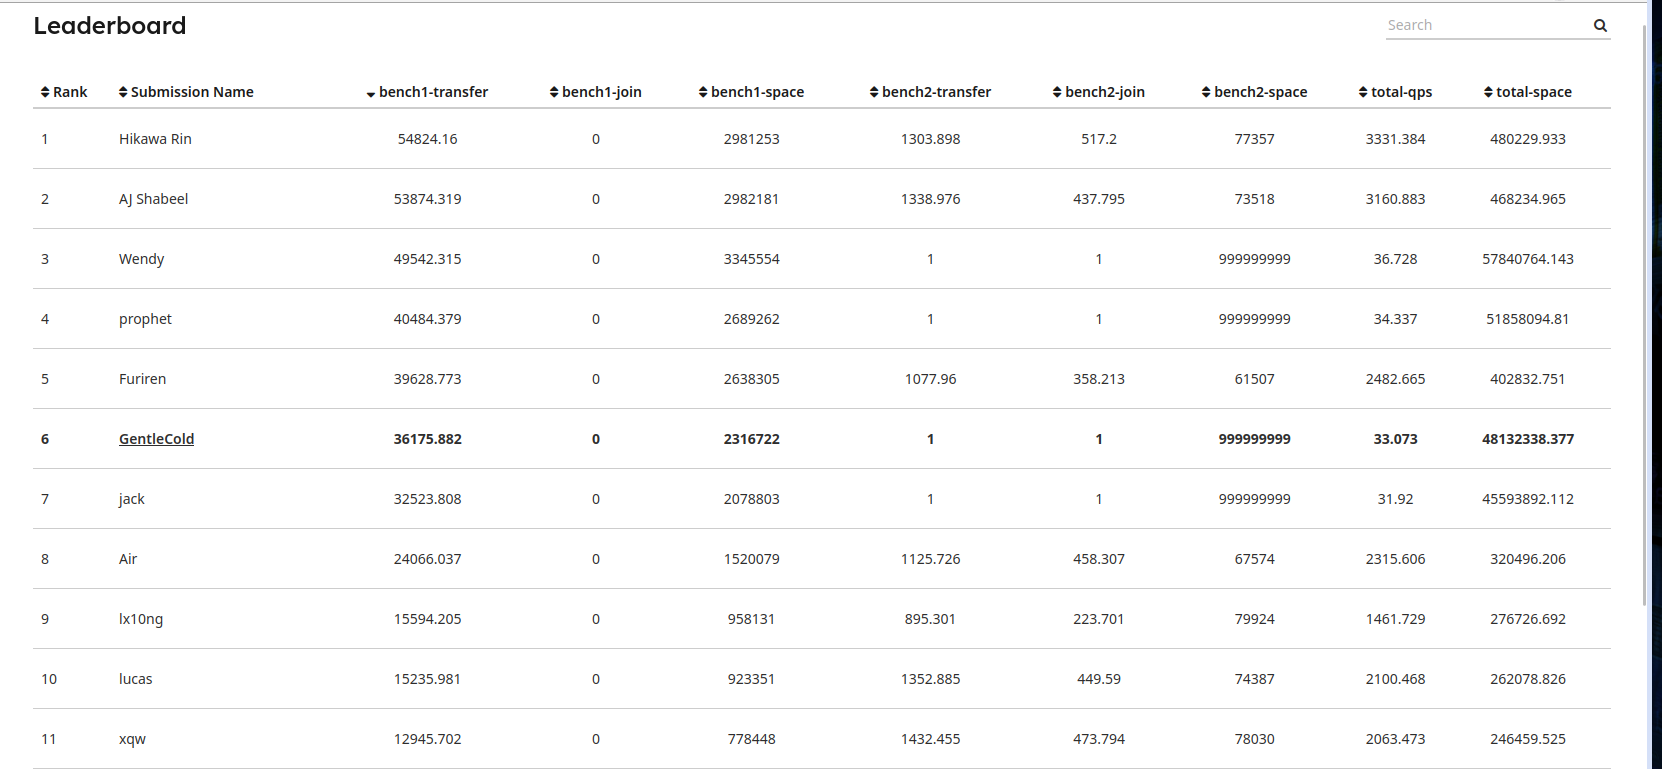 Leaderboard
Search
Rank Submission Name bench1-transfer bench1-join bench1-space bench2-transfer bench2-join bench2-space total-qps total-space
1 Hikawa Rin 54824.16 0 2981253 1303.898 517.2 77357 3331.384 480229.933
2 AJ Shabeel 53874.319 0 2982181 1338.976 437.795 73518 3160.883 468234.965
3 Wendy 49542.315 0 3345554 1 1 999999999 36.728 57840764.143
4 prophet 40484.379 0 2689262 1 1 999999999 34.337 51858094.81
5 Furiren 39628.773 0 2638305 1077.96 358.213 61507 2482.665 402832.751
6 GentleCold 36175.882 0 2316722 1 1 999999999 33.073 48132338.377
7 jack 32523.808 0 2078803 1 1 999999999 31.92 45593892.112
8 Air 24066.037 0 1520079 1125.726 458.307 67574 2315.606 320496.206
9 lx10ng 15594.205 0 958131 895.301 223.701 79924 1461.729 276726.692
10 lucas 15235.981 0 923351 1352.885 449.59 74387 2100.468 262078.826
11 xqw 12945.702 0 778448 1432.455 473.794 78030 2063.473 246459.525